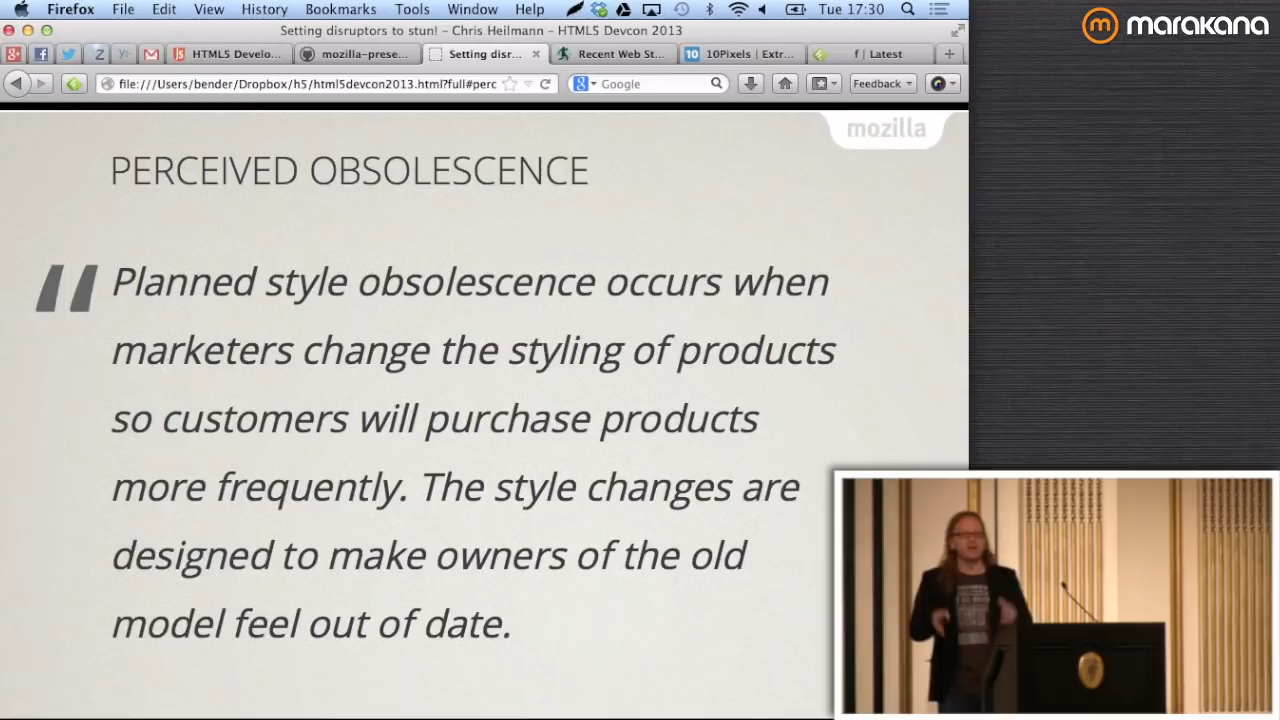 Firefox File Edit View History Bookmarks Tools Window Help Tue 17:30
marakana
Setting disruptors to stun! – Chris Heilmann – HTML5 Devcon 2013
HTML5 Develo... mozilla-prese... Setting disr... Recent Web St... 10 10Pixels | Extr... f | Latest
file:///Users/bender/Dropbox/h5/html5devcon2013.html?full#perc Google Feedback
mozilla
PERCEIVED OBSOLESCENCE
“Planned style obsolescence occurs when
marketers change the styling of products
so customers will purchase products
more frequently. The style changes are
designed to make owners of the old
model feel out of date.